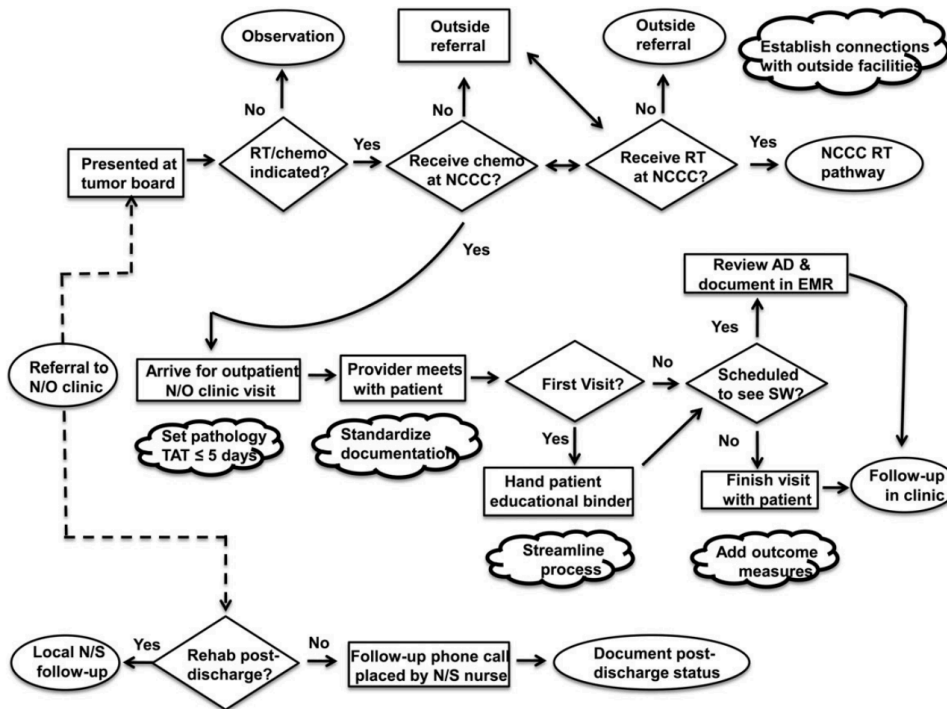 Observation
Outside
referral
Outside
referral
Establish connections
with outside facilities
No
No
No
Presented at
tumor board
RT/chemo
indicated?
Yes
Receive chemo
at NCCC?
Receive RT
at NCCC?
Yes
NCCC RT
pathway
Yes
Review AD &
document in EMR
Yes
Referral to
N/O clinic
Arrive for outpatient
N/O clinic visit
Provider meets
with patient
First Visit?
No
Scheduled
to see SW?
Set pathology
TAT ≤ 5 days
Standardize
documentation
Yes
No
Hand patient
educational binder
Finish visit
with patient
Follow-up
in clinic
Streamline
process
Add outcome
measures
Local N/S
follow-up
Yes
Rehab post-
discharge?
No
Follow-up phone call
placed by N/S nurse
Document post-
discharge status